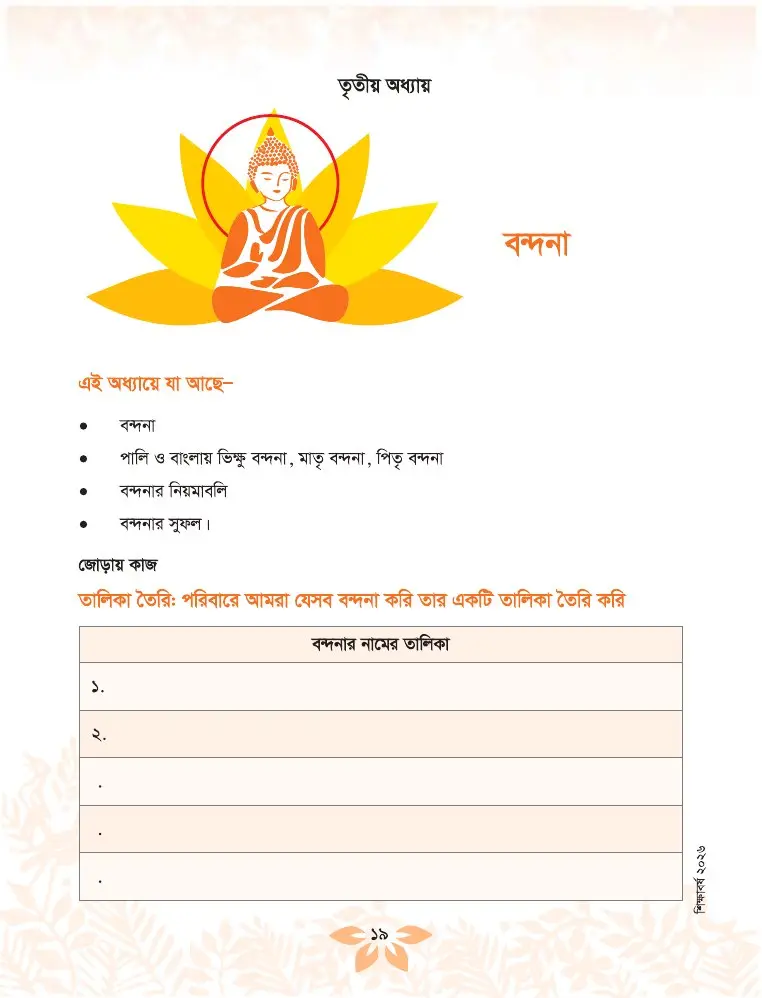 তৃতীয় অধ্যায়
বন্দনা
এই অধ্যায়ে যা আছে–
● বন্দনা
● পালি ও বাংলায় ভিক্ষু বন্দনা, মাতৃ বন্দনা, পিতৃ বন্দনা
● বন্দনার নিয়মাবলি
● বন্দনার সুফল।
জোড়ায় কাজ
তালিকা তৈরি: পরিবারে আমরা যেসব বন্দনা করি তার একটি তালিকা তৈরি করি
বন্দনার নামের তালিকা
১.
২.
.
.
.
শিক্ষাবর্ষ ২০২৬
১৯